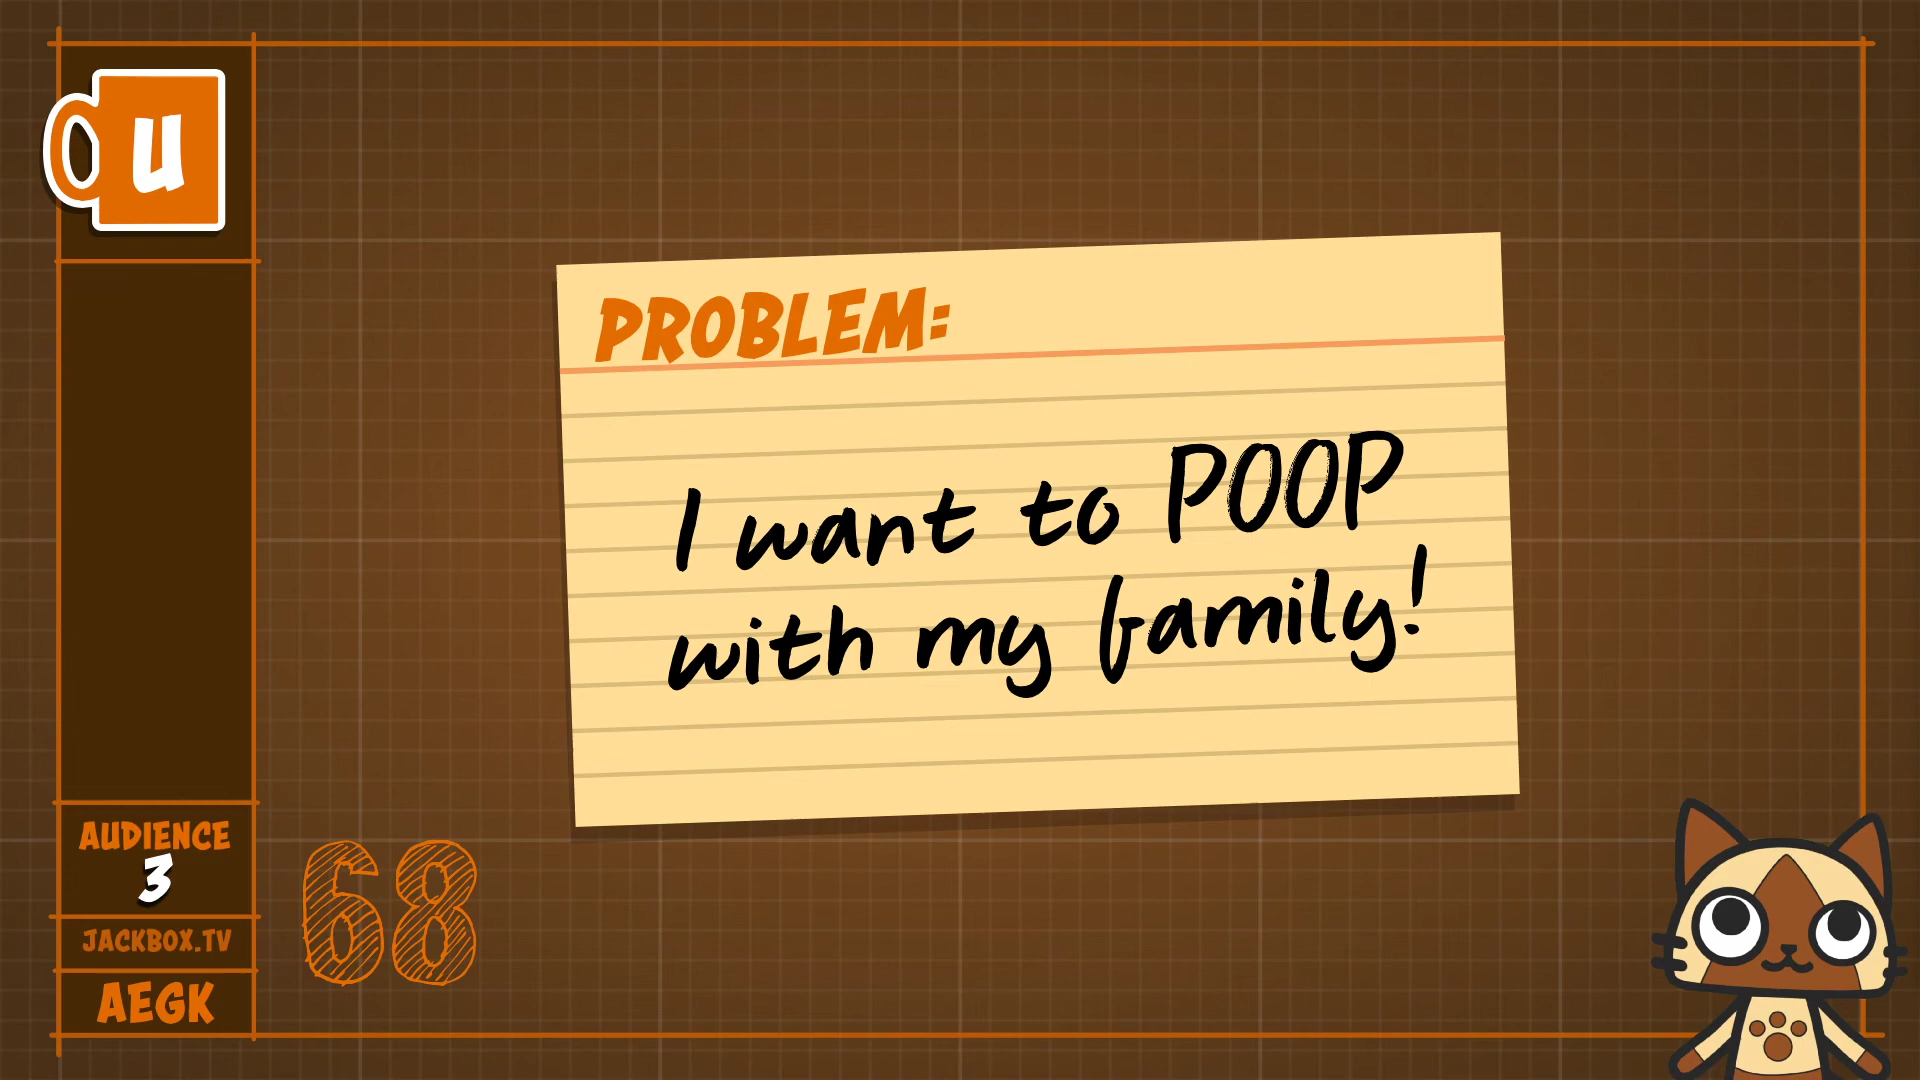 u
PROBLEM:
I want to POOP
with my family!
AUDIENCE
3
68
JACKBOX.TV
AEGK